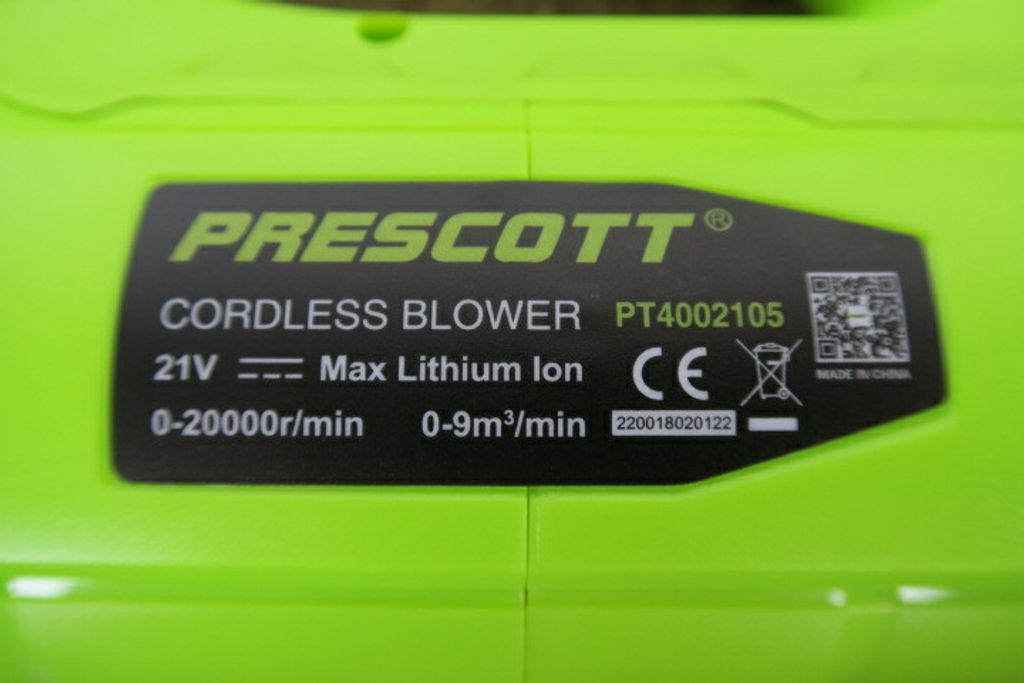 PRESCOTT®
CORDLESS BLOWER PT4002105
21V Max Lithium Ion
CE
MADE IN CHINA
0-20000r/min 0-9m³/min 220018020122